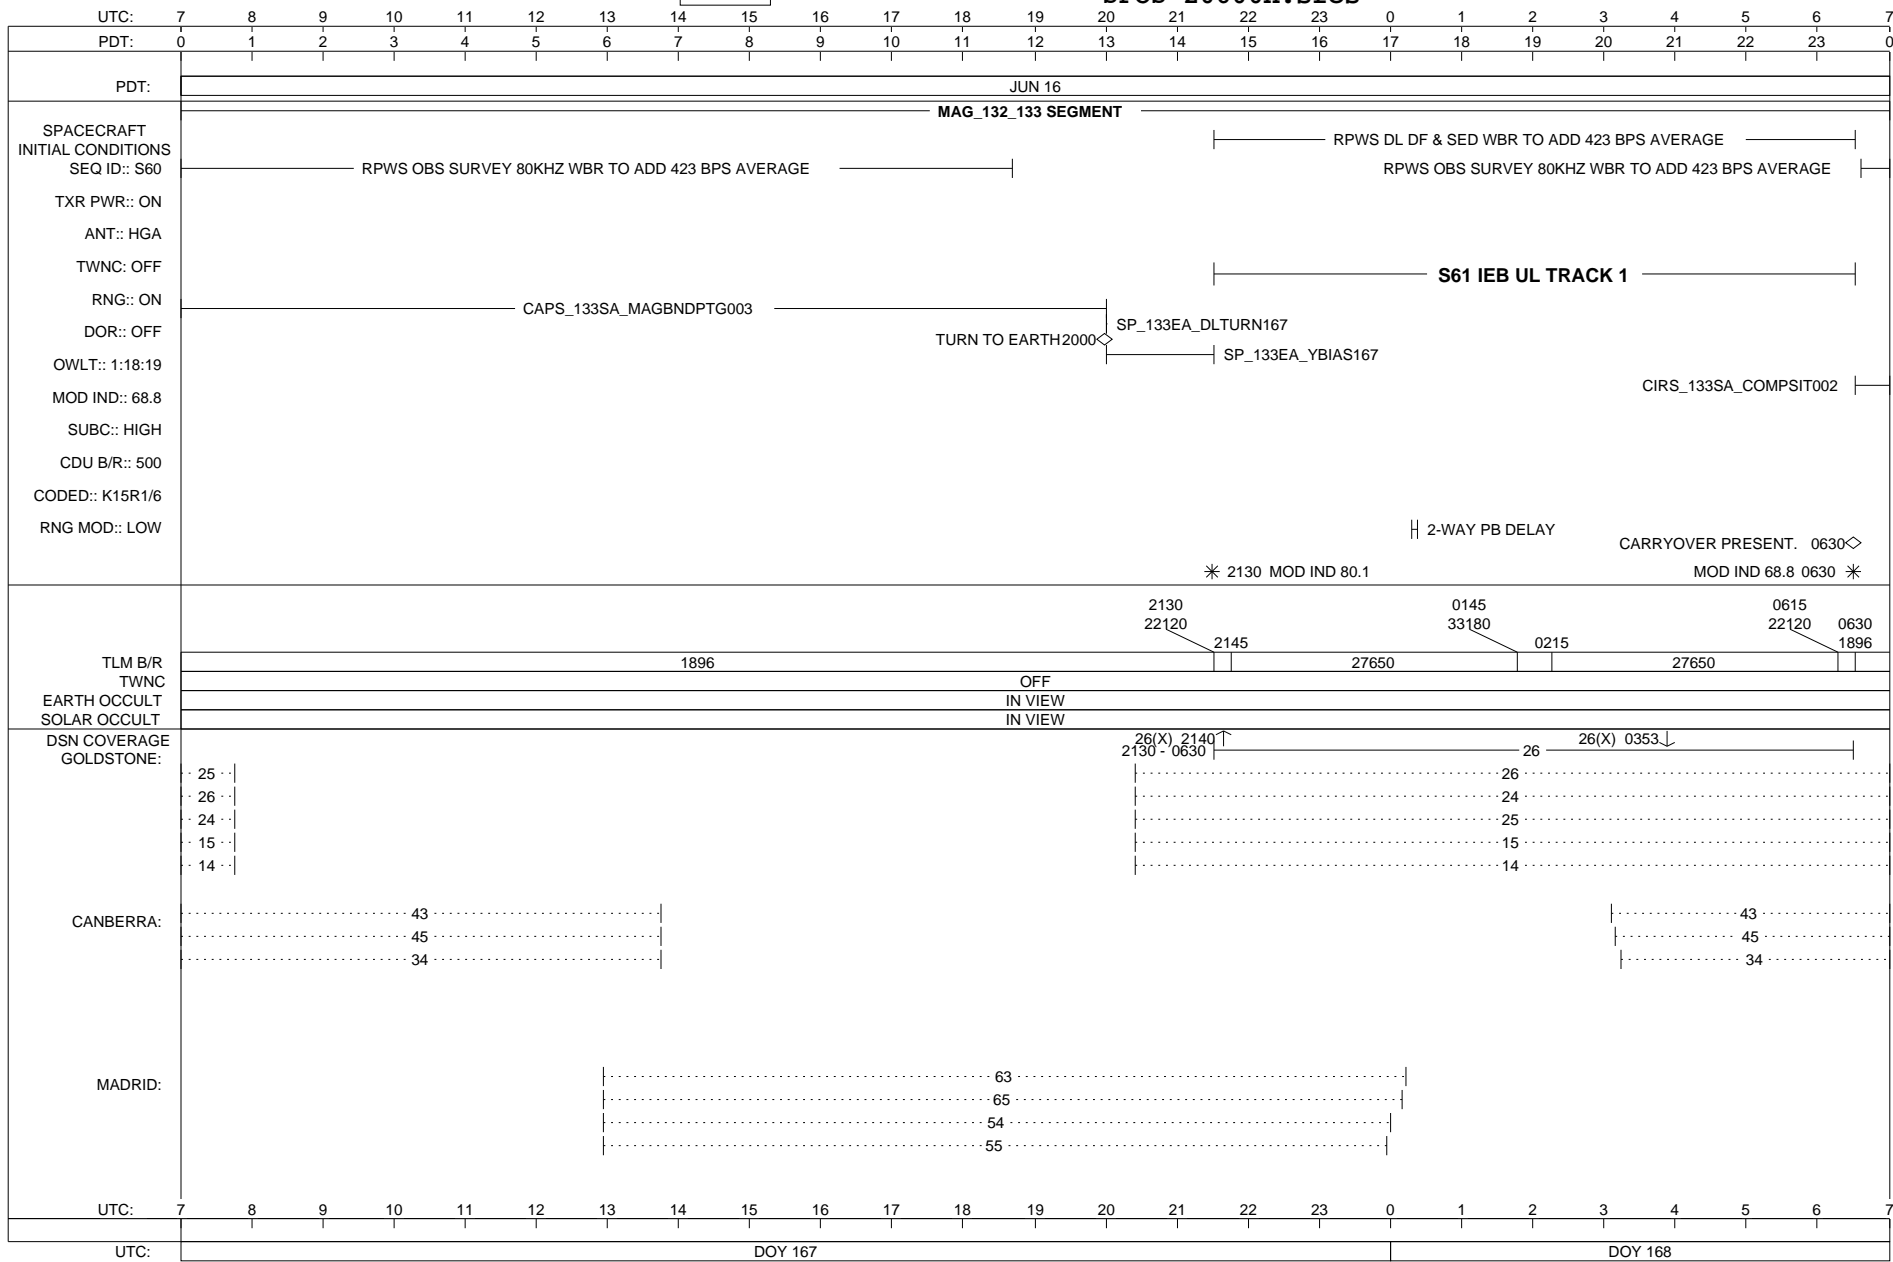 UTC: 7 8 9 10 11 12 13 14 15 16 17 18 19 20 21 22 23 0 1 2 3 4 5 6 7
PDT: 0 1 2 3 4 5 6 7 8 9 10 11 12 13 14 15 16 17 18 19 20 21 22 23 0
PDT: JUN 16
MAG_132_133 SEGMENT
SPACECRAFT
INITIAL CONDITIONS
RPWS DL DF & SED WBR TO ADD 423 BPS AVERAGE
SEQ ID:: S60
RPWS OBS SURVEY 80KHZ WBR TO ADD 423 BPS AVERAGE
RPWS OBS SURVEY 80KHZ WBR TO ADD 423 BPS AVERAGE
TXR PWR:: ON
ANT:: HGA
TWNC: OFF
S61 IEB UL TRACK 1
RNG:: ON
CAPS_133SA_MAGBNDPTG003
SP_133EA_DLTURN167
DOR:: OFF
TURN TO EARTH2000
SP_133EA_YBIAS167
OWLT:: 1:18:19
CIRS_133SA_COMPSIT002
MOD IND:: 68.8
SUBC:: HIGH
CDU B/R:: 500
CODED:: K15R1/6
RNG MOD:: LOW
2-WAY PB DELAY
CARRYOVER PRESENT. 0630
2130 MOD IND 80.1
MOD IND 68.8 0630
2130 0145 0615
22120 33180 22120 0630
2145 0215 1896
TLM B/R 1896 27650 27650
TWNC OFF
EARTH OCCULT IN VIEW
SOLAR OCCULT IN VIEW
DSN COVERAGE 26(X) 2140 26(X) 0353
GOLDSTONE: 2130 - 0630 26
25 26
26 24
24 25
15 15
14 14
CANBERRA: 43 43
45 45
34 34
MADRID: 63
65
54
55
UTC: 7 8 9 10 11 12 13 14 15 16 17 18 19 20 21 22 23 0 1 2 3 4 5 6 7
UTC: DOY 167 DOY 168